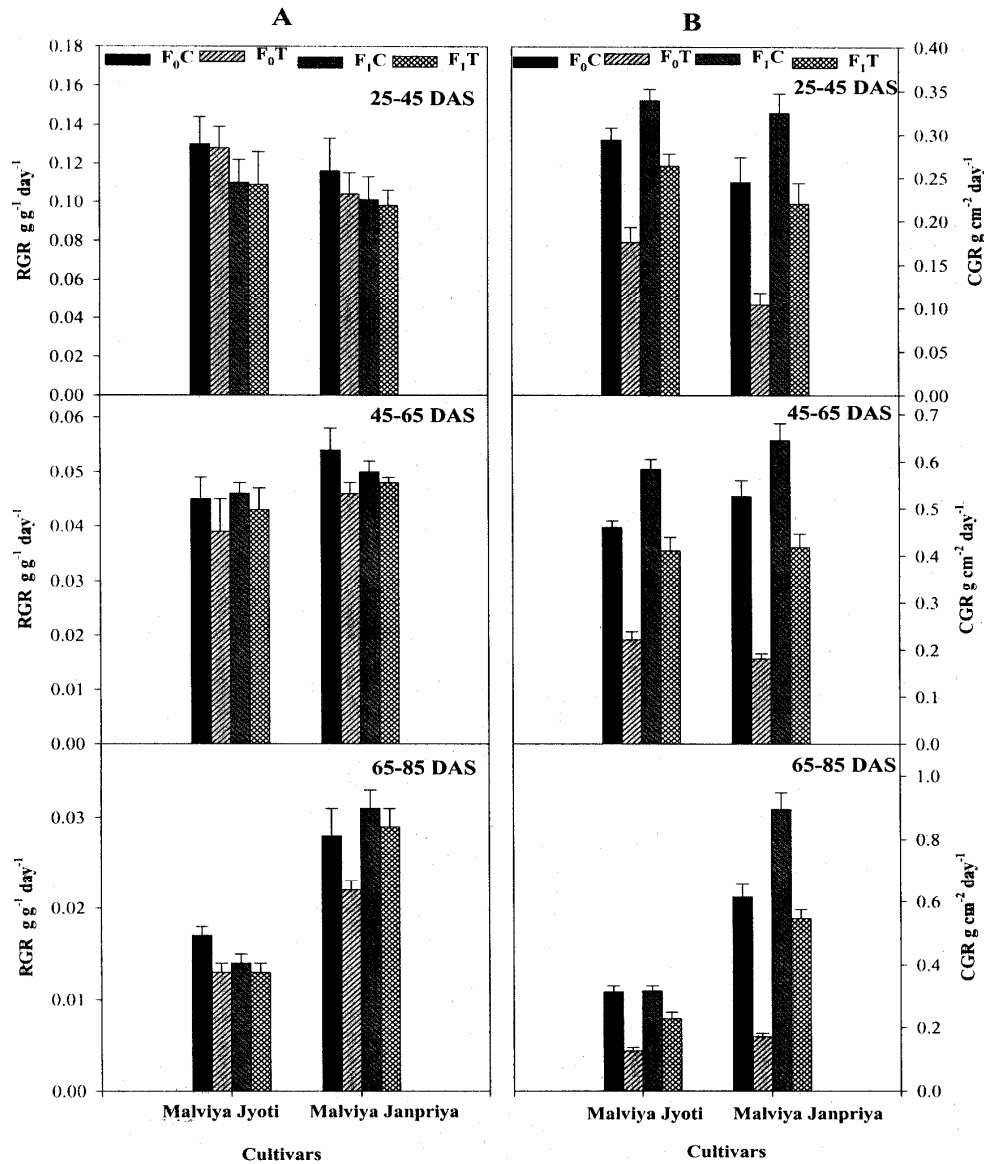 A
B
F₀C F₀T F₁C F₁T
25-45 DAS
0.18
0.16
0.14
0.12
0.10
0.08
0.06
0.04
0.02
0.00
RGR g g⁻¹ day⁻¹
45-65 DAS
0.06
0.05
0.04
0.03
0.02
0.01
0.00
RGR g g⁻¹ day⁻¹
65-85 DAS
0.03
0.02
0.01
0.00
RGR g g⁻¹ day⁻¹
Malviya Jyoti Malviya Janpriya
Cultivars
F₀C F₀T F₁C F₁T
25-45 DAS
0.40
0.35
0.30
0.25
0.20
0.15
0.10
0.05
0.00
CGR g cm⁻² day⁻¹
45-65 DAS
0.7
0.6
0.5
0.4
0.3
0.2
0.1
0.0
CGR g cm⁻² day⁻¹
65-85 DAS
1.0
0.8
0.6
0.4
0.2
0.0
CGR g cm⁻² day⁻¹
Malviya Jyoti Malviya Janpriya
Cultivars